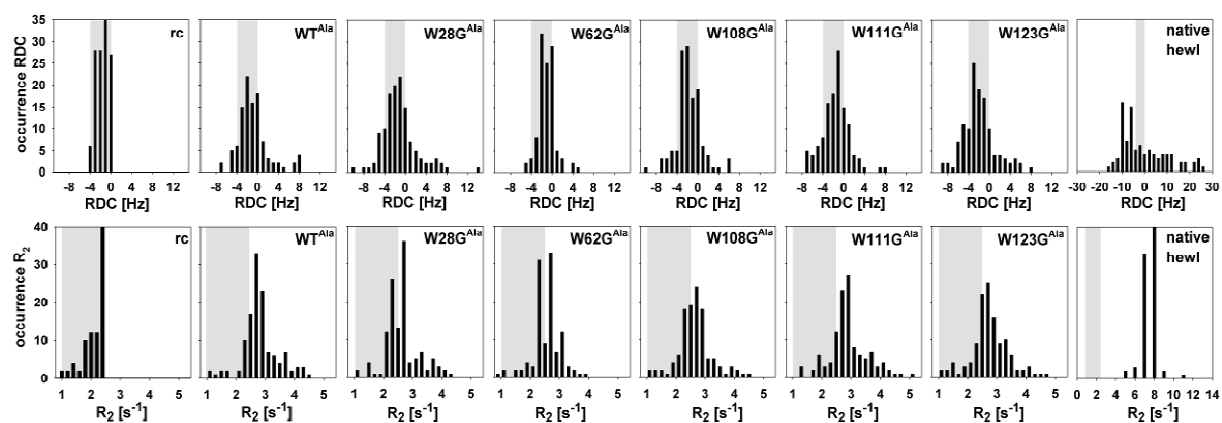 rc
WT^Ala
W28G^Ala
W62G^Ala
W108G^Ala
W111G^Ala
W123G^Ala
native
hewl
occurrence RDC
35
30
25
20
15
10
5
0
-8 -4 0 4 8 12
-8 -4 0 4 8 12
-8 -4 0 4 8 12
-8 -4 0 4 8 12
-8 -4 0 4 8 12
-8 -4 0 4 8 12
-8 -4 0 4 8 12
-30 -20 -10 0 10 20 30
RDC [Hz]
RDC [Hz]
RDC [Hz]
RDC [Hz]
RDC [Hz]
RDC [Hz]
RDC [Hz]
RDC [Hz]
rc
WT^Ala
W28G^Ala
W62G^Ala
W108G^Ala
W111G^Ala
W123G^Ala
native
hewl
occurrence R2
40
30
20
10
0
1 2 3 4 5
1 2 3 4 5
1 2 3 4 5
1 2 3 4 5
1 2 3 4 5
1 2 3 4 5
1 2 3 4 5
0 2 4 6 8 10 12 14
R2 [s-1]
R2 [s-1]
R2 [s-1]
R2 [s-1]
R2 [s-1]
R2 [s-1]
R2 [s-1]
R2 [s-1]